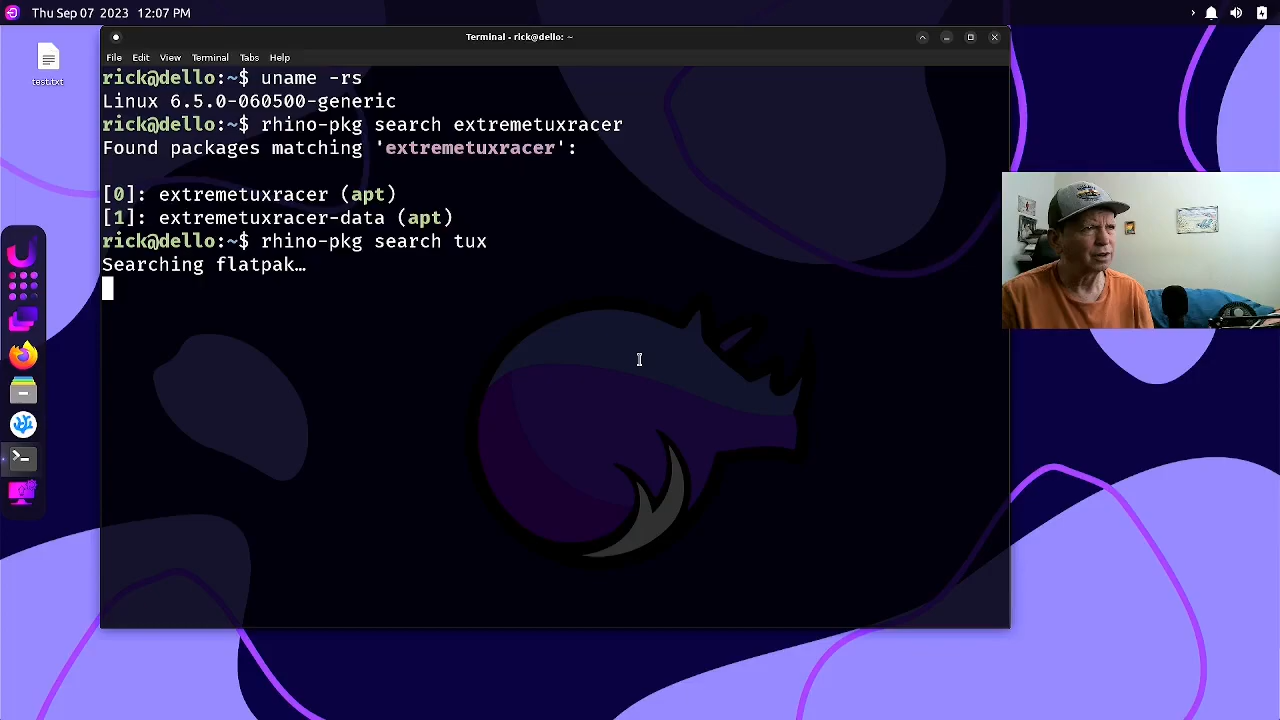 Thu Sep 07 2023 12:07 PM
test.txt
Terminal - rick@dello: ~
File Edit View Terminal Tabs Help
rick@dello:~$ uname -rs
Linux 6.5.0-060500-generic
rick@dello:~$ rhino-pkg search extremetuxracer
Found packages matching 'extremetuxracer':
[0]: extremetuxracer (apt)
[1]: extremetuxracer-data (apt)
rick@dello:~$ rhino-pkg search tux
Searching flatpak…